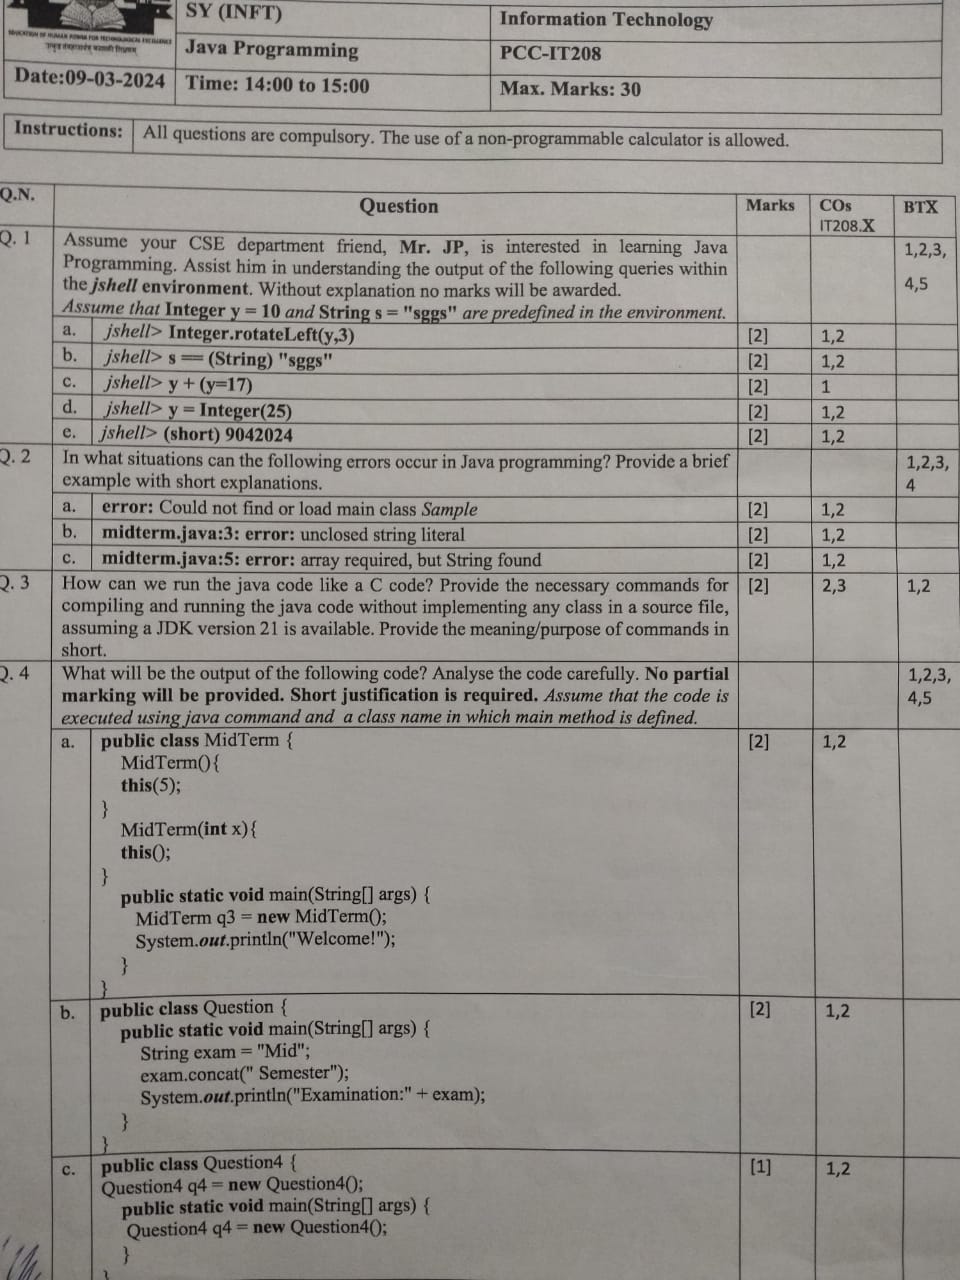 SY (INFT) Information Technology
EDUCATION OF HUMAN POWER FOR TECHNOLOGICAL EXCELLENCE
Java Programming PCC-IT208
Date:09-03-2024 Time: 14:00 to 15:00 Max. Marks: 30
Instructions: All questions are compulsory. The use of a non-programmable calculator is allowed.
Q.N. Question Marks COs BTX
IT208.X
Q. 1 Assume your CSE department friend, Mr. JP, is interested in learning Java 1,2,3,
Programming. Assist him in understanding the output of the following queries within
the jshell environment. Without explanation no marks will be awarded. 4,5
Assume that Integer y = 10 and String s = "sggs" are predefined in the environment.
a. jshell> Integer.rotateLeft(y,3) [2] 1,2
b. jshell> s == (String) "sggs" [2] 1,2
c. jshell> y + (y=17) [2] 1
d. jshell> y = Integer(25) [2] 1,2
e. jshell> (short) 9042024 [2] 1,2
Q. 2 In what situations can the following errors occur in Java programming? Provide a brief 1,2,3,
example with short explanations. 4
a. error: Could not find or load main class Sample [2] 1,2
b. midterm.java:3: error: unclosed string literal [2] 1,2
c. midterm.java:5: error: array required, but String found [2] 1,2
Q. 3 How can we run the java code like a C code? Provide the necessary commands for [2] 2,3 1,2
compiling and running the java code without implementing any class in a source file,
assuming a JDK version 21 is available. Provide the meaning/purpose of commands in
short.
Q. 4 What will be the output of the following code? Analyse the code carefully. No partial 1,2,3,
marking will be provided. Short justification is required. Assume that the code is 4,5
executed using java command and a class name in which main method is defined.
a. public class MidTerm { [2] 1,2
MidTerm(){
this(5);
}
MidTerm(int x){
this();
}
public static void main(String[] args) {
MidTerm q3 = new MidTerm();
System.out.println("Welcome!");
}
}
b. public class Question { [2] 1,2
public static void main(String[] args) {
String exam = "Mid";
exam.concat(" Semester");
System.out.println("Examination:" + exam);
}
}
c. public class Question4 { [1] 1,2
Question4 q4 = new Question4();
public static void main(String[] args) {
Question4 q4 = new Question4();
}
}